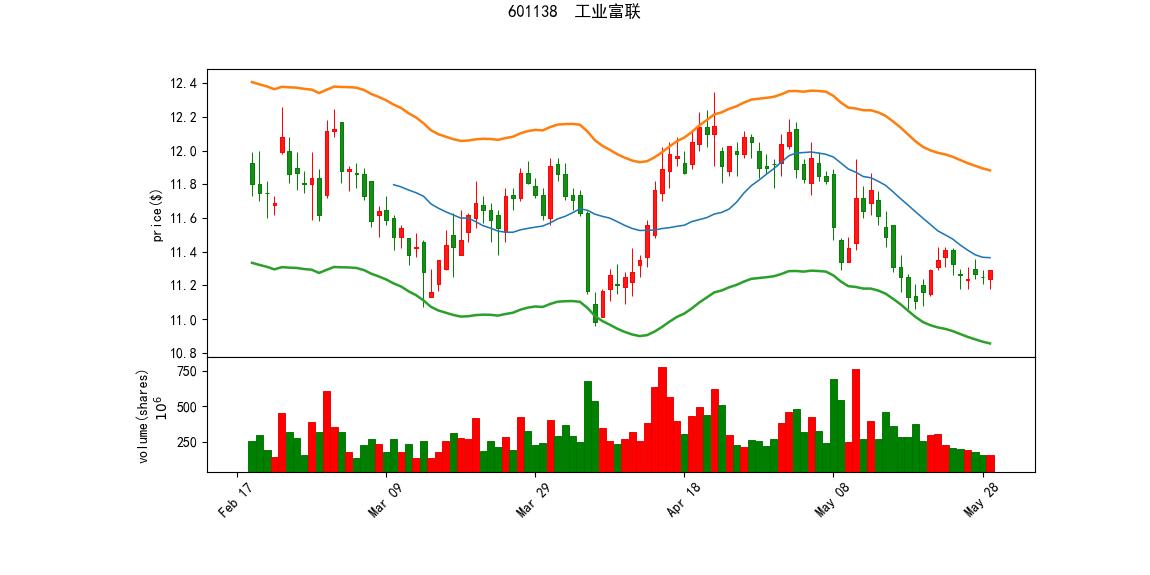 601138  工业富联
price($)
12.4
12.2
12.0
11.8
11.6
11.4
11.2
11.0
10.8
volume(shares)
10^6
750
500
250
Feb 17
Mar 09
Mar 29
Apr 18
May 08
May 28